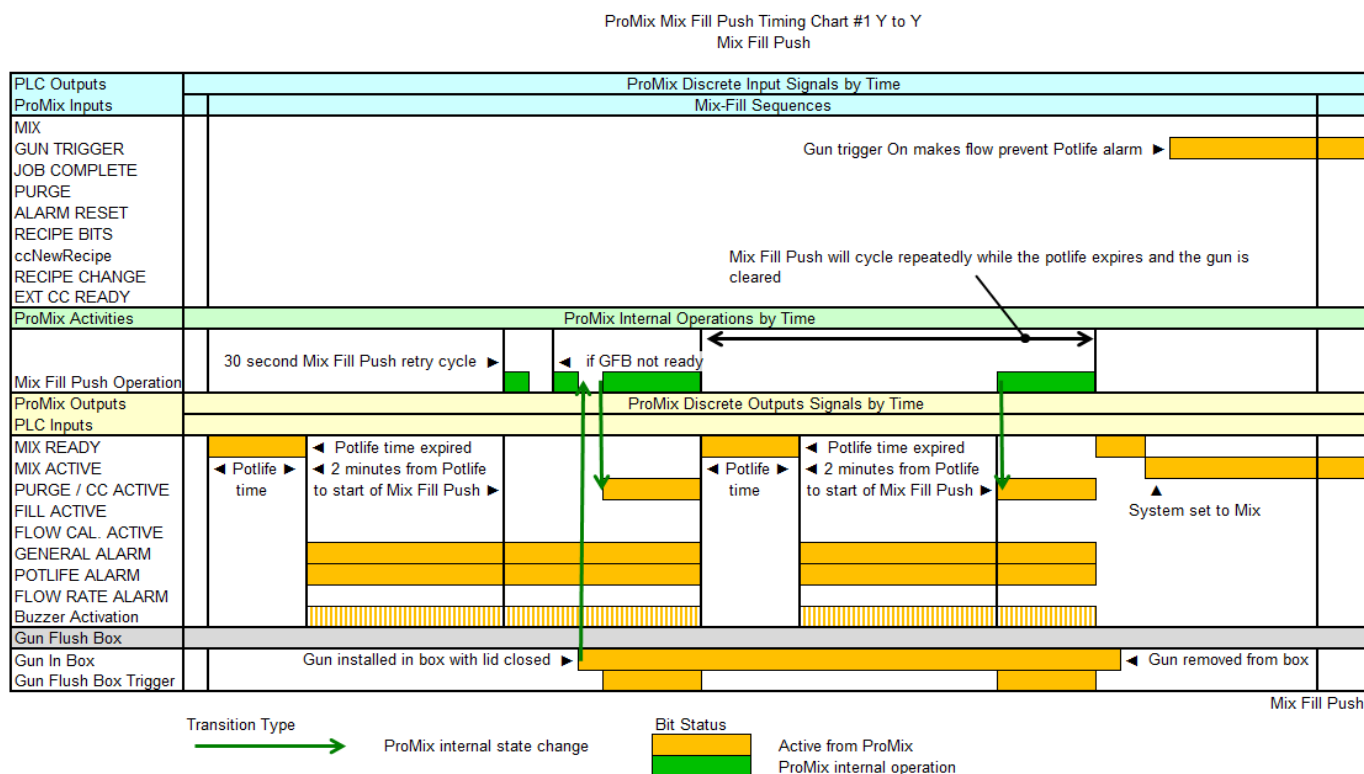 ProMix Mix Fill Push Timing Chart #1 Y to Y
Mix Fill Push
PLC Outputs
ProMix Discrete Input Signals by Time
ProMix Inputs
Mix-Fill Sequences
MIX
GUN TRIGGER
Gun trigger On makes flow prevent Potlife alarm ►
JOB COMPLETE
PURGE
ALARM RESET
RECIPE BITS
ccNewRecipe
Mix Fill Push will cycle repeatedly while the potlife expires and the gun is
cleared
RECIPE CHANGE
EXT CC READY
ProMix Activities
ProMix Internal Operations by Time
30 second Mix Fill Push retry cycle ►
◄ if GFB not ready
Mix Fill Push Operation
ProMix Outputs
ProMix Discrete Outputs Signals by Time
PLC Inputs
MIX READY
◄ Potlife time expired
◄ Potlife time expired
MIX ACTIVE
◄ Potlife ►
◄ 2 minutes from Potlife
◄ Potlife ►
◄ 2 minutes from Potlife
PURGE / CC ACTIVE
time
to start of Mix Fill Push ►
time
to start of Mix Fill Push ►
FILL ACTIVE
▲
System set to Mix
FLOW CAL. ACTIVE
GENERAL ALARM
POTLIFE ALARM
FLOW RATE ALARM
Buzzer Activation
Gun Flush Box
Gun In Box
Gun installed in box with lid closed ►
◄ Gun removed from box
Gun Flush Box Trigger
Mix Fill Push
Transition Type
Bit Status
ProMix internal state change
Active from ProMix
ProMix internal operation